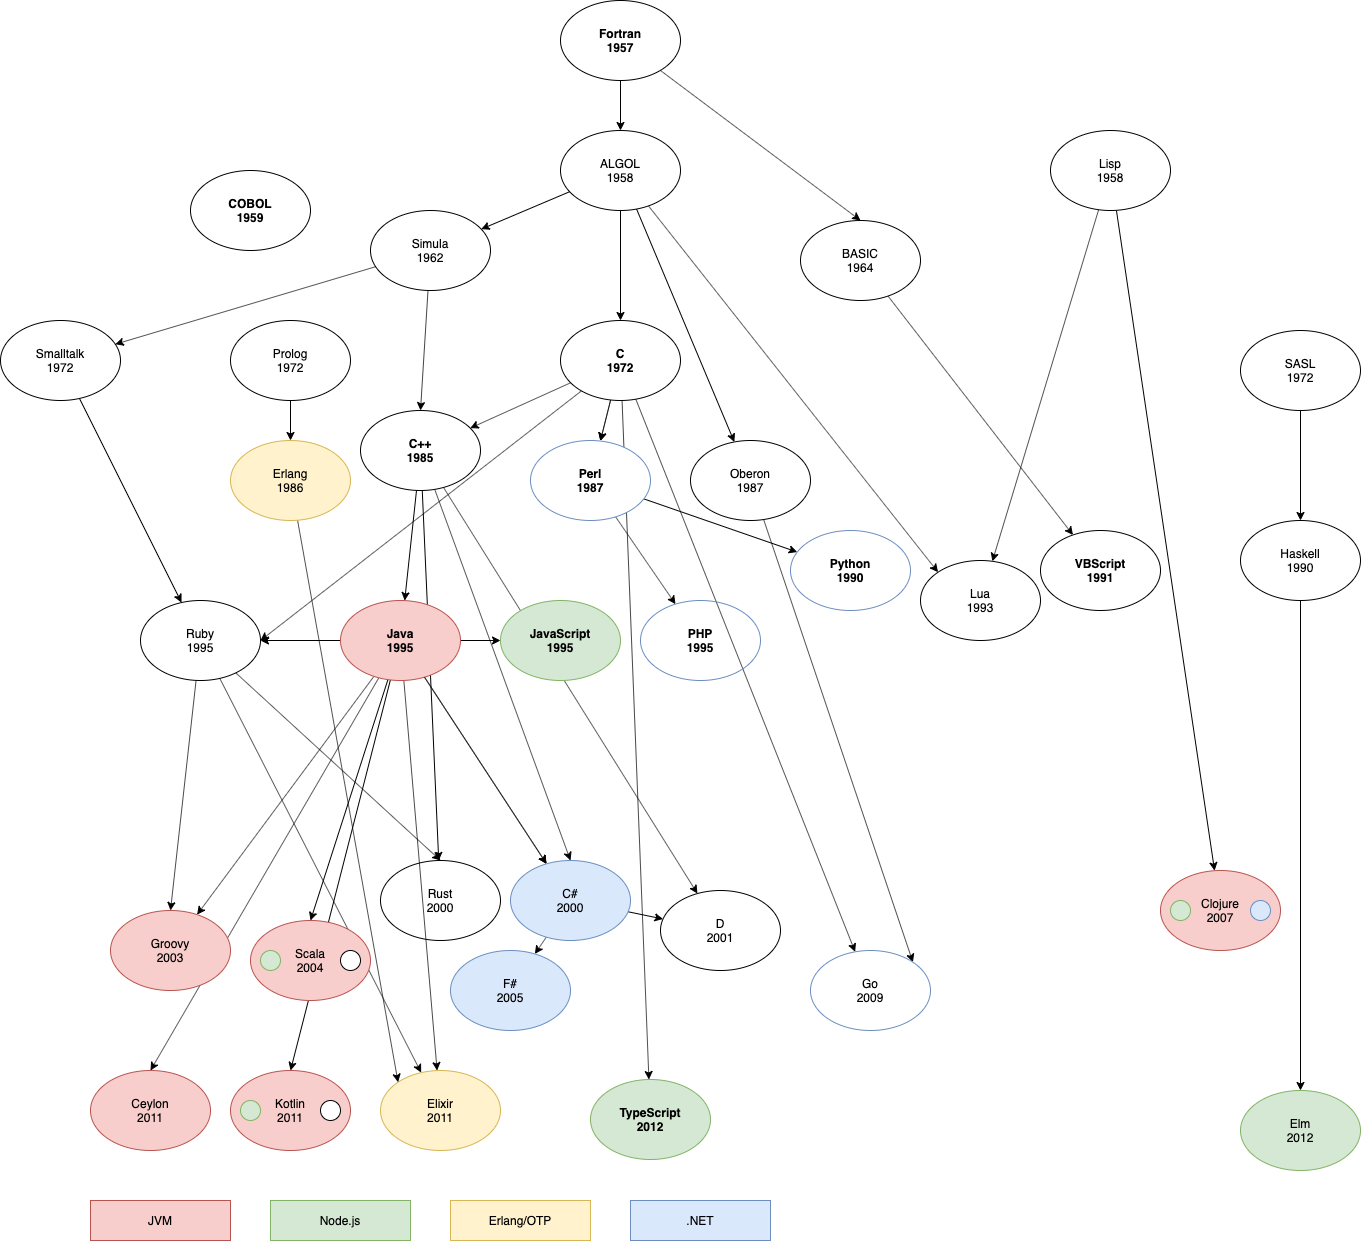 Fortran
1957
ALGOL
1958
Lisp
1958
COBOL
1959
Simula
1962
BASIC
1964
Smalltalk
1972
Prolog
1972
C
1972
SASL
1972
C++
1985
Erlang
1986
Perl
1987
Oberon
1987
Python
1990
Lua
1993
VBScript
1991
Haskell
1990
Ruby
1995
Java
1995
JavaScript
1995
PHP
1995
Rust
2000
C#
2000
D
2001
Clojure
2007
Groovy
2003
Scala
2004
F#
2005
Go
2009
Ceylon
2011
Kotlin
2011
Elixir
2011
TypeScript
2012
Elm
2012
JVM
Node.js
Erlang/OTP
.NET